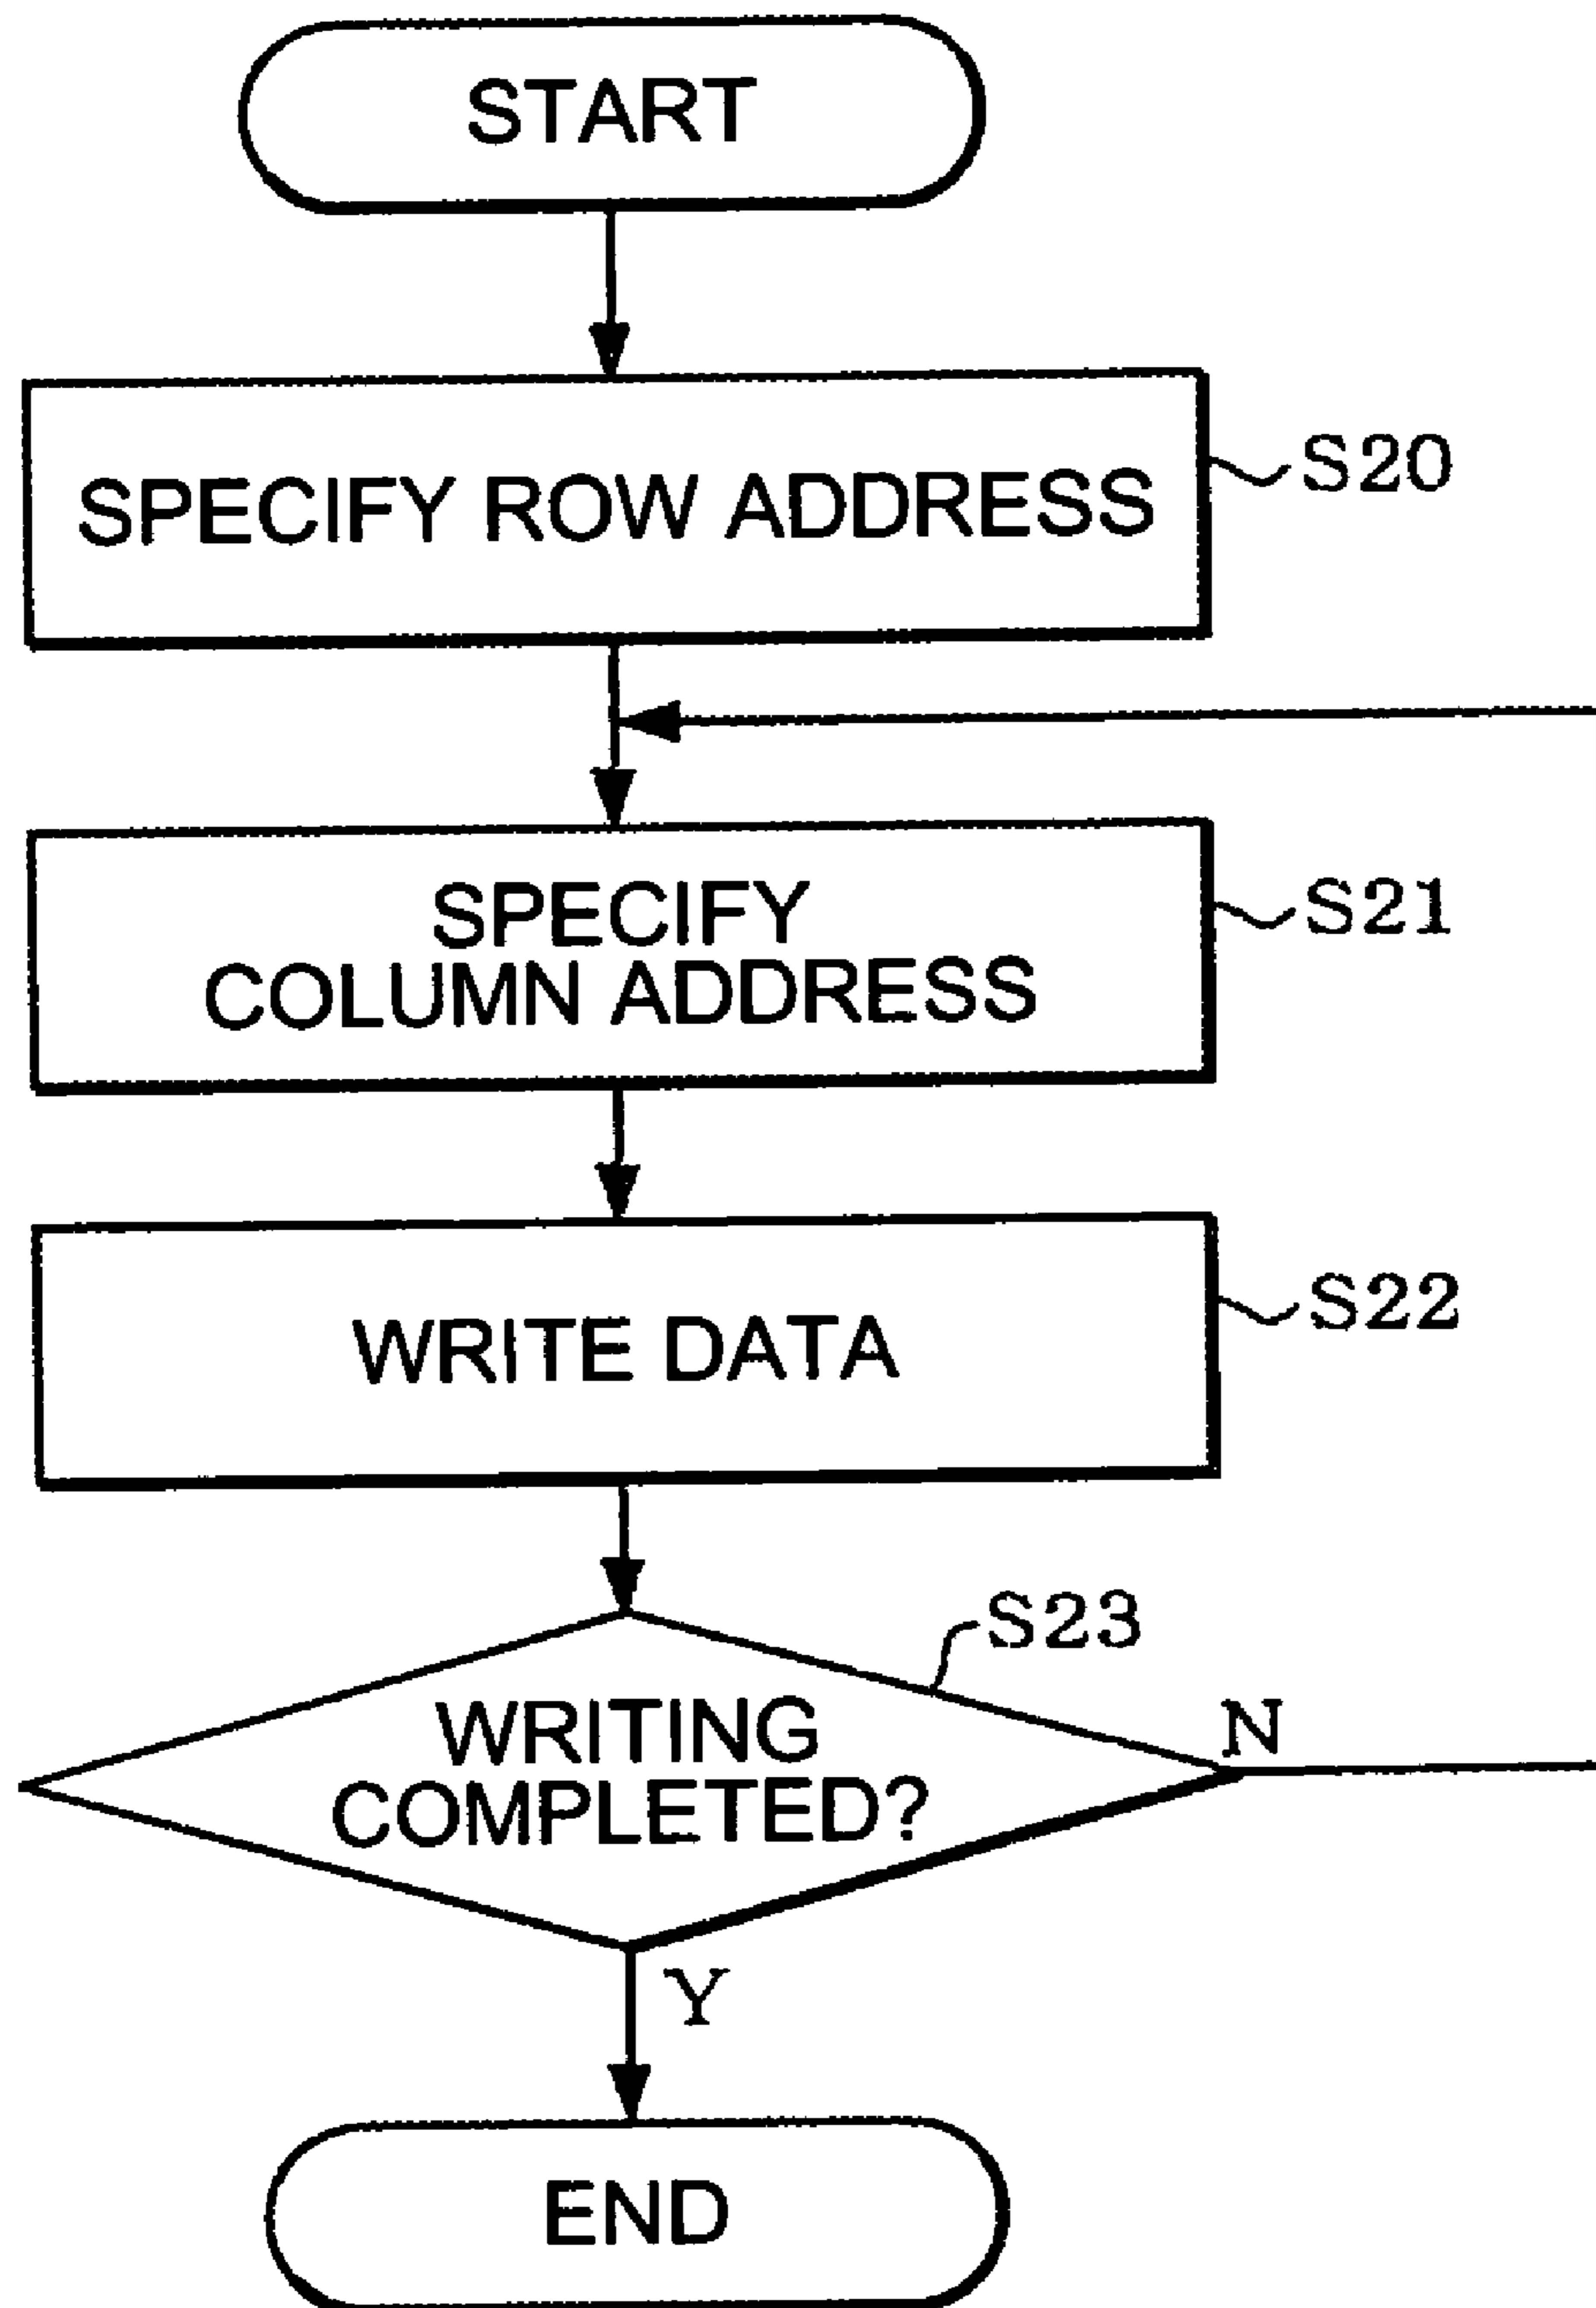 START
SPECIFY ROW ADDRESS
S20
SPECIFY
COLUMN ADDRESS
S21
WRITE DATA
S22
S23
WRITING
COMPLETED?
N
Y
END